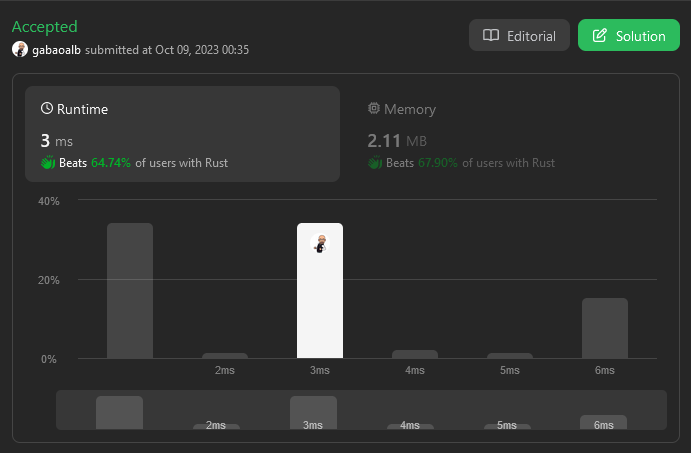 Accepted
gabaoalb submitted at Oct 09, 2023 00:35
Editorial
Solution
Runtime
3 ms
Beats 64.74% of users with Rust
Memory
2.11 MB
Beats 67.90% of users with Rust
40%
20%
0%
2ms 3ms 4ms 5ms 6ms
2ms 3ms 4ms 5ms 6ms